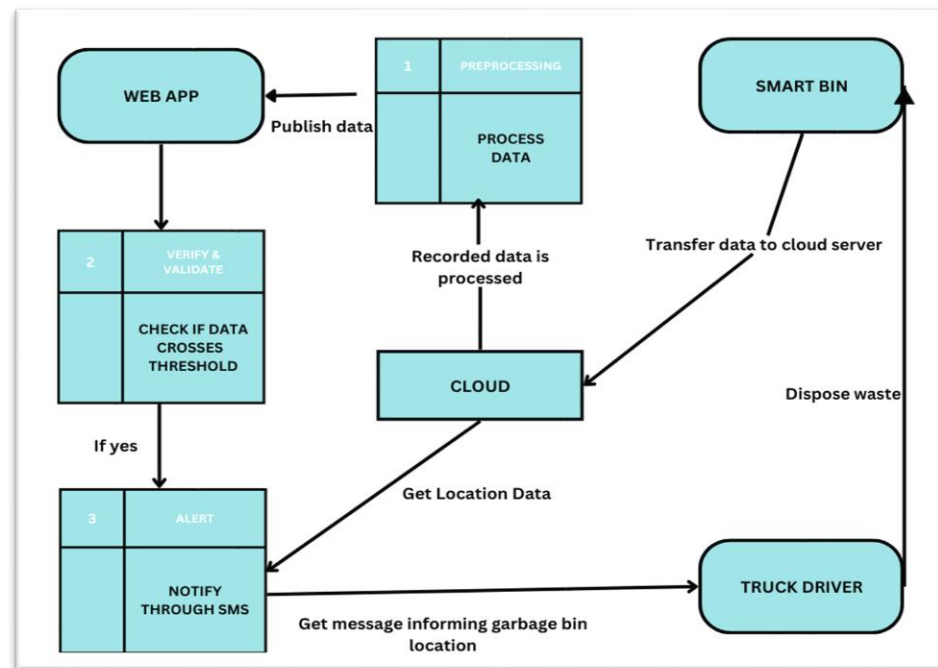 WEB APP
Publish data
1
PREPROCESSING
PROCESS
DATA
SMART BIN
Transfer data to cloud server
Recorded data is
processed
2
VERIFY &
VALIDATE
CHECK IF DATA
CROSSES
THRESHOLD
CLOUD
Dispose waste
If yes
Get Location Data
3
ALERT
NOTIFY
THROUGH SMS
TRUCK DRIVER
Get message informing garbage bin
location